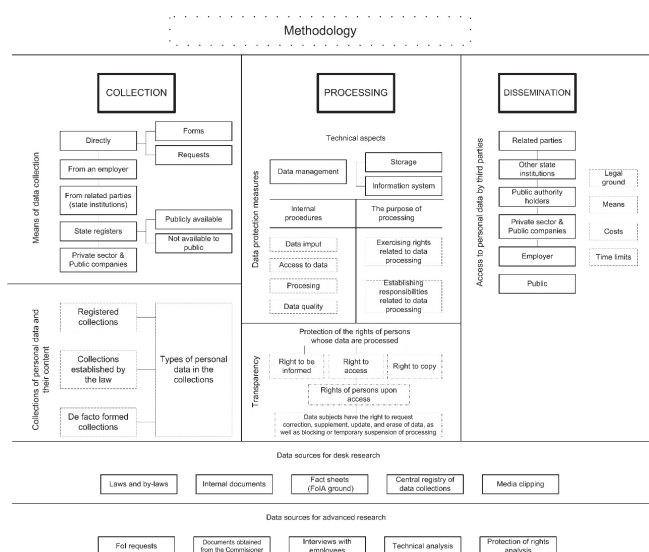 Methodology
COLLECTION
Means of data collection
Directly
Forms
Requests
From an employer
From related parties
(state institutions)
State registers
Publicly available
Not available to
public
Private sector &
Public companies
Collections of personal data and
their content
Registered
collections
Collections
established by
the law
De facto formed
collections
Types of personal
data in the
collections
PROCESSING
Technical aspects
Data protection measures
Data management
Storage
Information system
Internal
procedures
The purpose of
processing
Data imput
Access to data
Procesing
Data quality
Exercising rights
related to data
processing
Establishing
responsibilities
related to data
processing
Transparency
Protection of the rights of persons
whose data are processed
Right to be
informed
Right to
access
Right to copy
Rights of persons upon
access
Data subjects have the right to request
correction, supplement, update, and erase of data, as
well as blocking or temporary suspension of processing
DISSEMINATION
Access to personal data by third parties
Related parties
Other state
institutions
Public authority
holders
Private sector &
Public companies
Employer
Public
Legal
ground
Means
Costs
Time limits
Data sources for desk research
Laws and by-laws
Internal documents
Fact sheets
(FoIA ground)
Central registry of
data collections
Media clipping
Data sources for advanced research
FoI requests
Documents obtained
from the Commisioner
Interviews with
employees
Technical analysis
Protection of rights
analysis